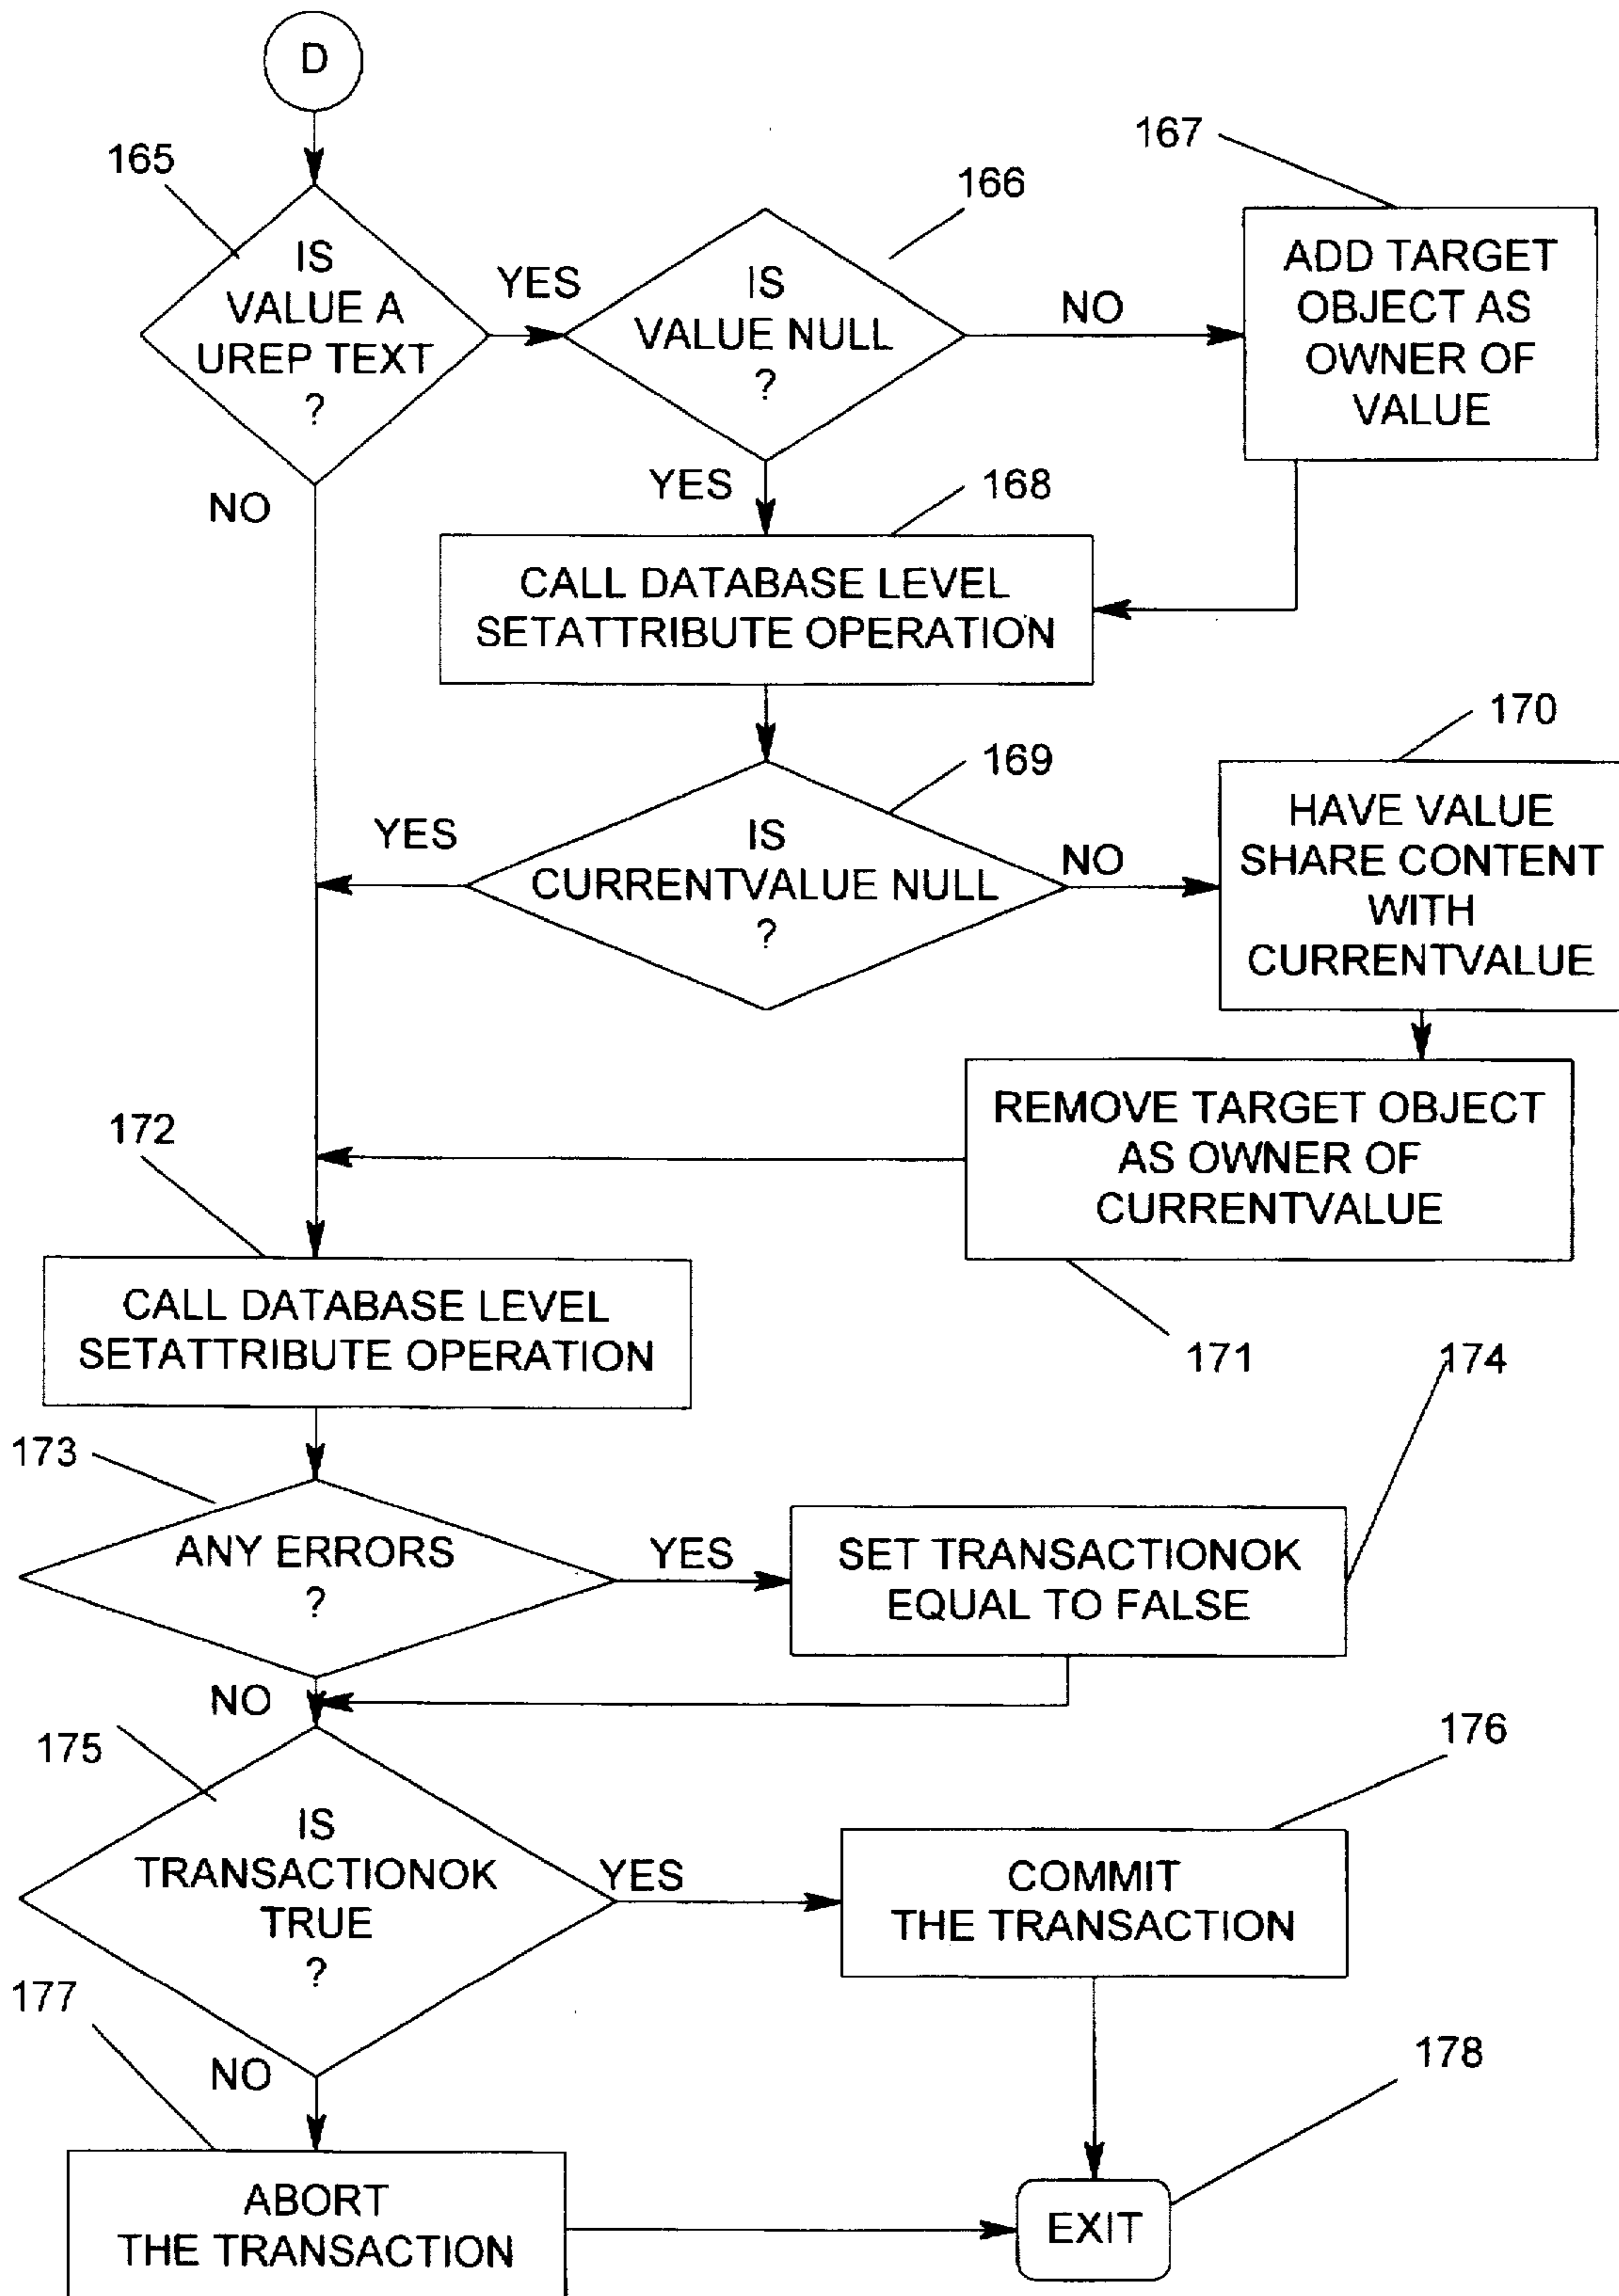 D
165
IS
VALUE A
UREP TEXT
?
YES
NO
166
IS
VALUE NULL
?
NO
YES
167
ADD TARGET
OBJECT AS
OWNER OF
VALUE
168
CALL DATABASE LEVEL
SETATTRIBUTE OPERATION
169
IS
CURRENTVALUE NULL
?
YES
NO
170
HAVE VALUE
SHARE CONTENT
WITH
CURRENTVALUE
REMOVE TARGET OBJECT
AS OWNER OF
CURRENTVALUE
171
172
CALL DATABASE LEVEL
SETATTRIBUTE OPERATION
173
ANY ERRORS
?
YES
NO
174
SET TRANSACTIONOK
EQUAL TO FALSE
175
IS
TRANSACTIONOK
TRUE
?
YES
NO
176
COMMIT
THE TRANSACTION
177
ABORT
THE TRANSACTION
178
EXIT